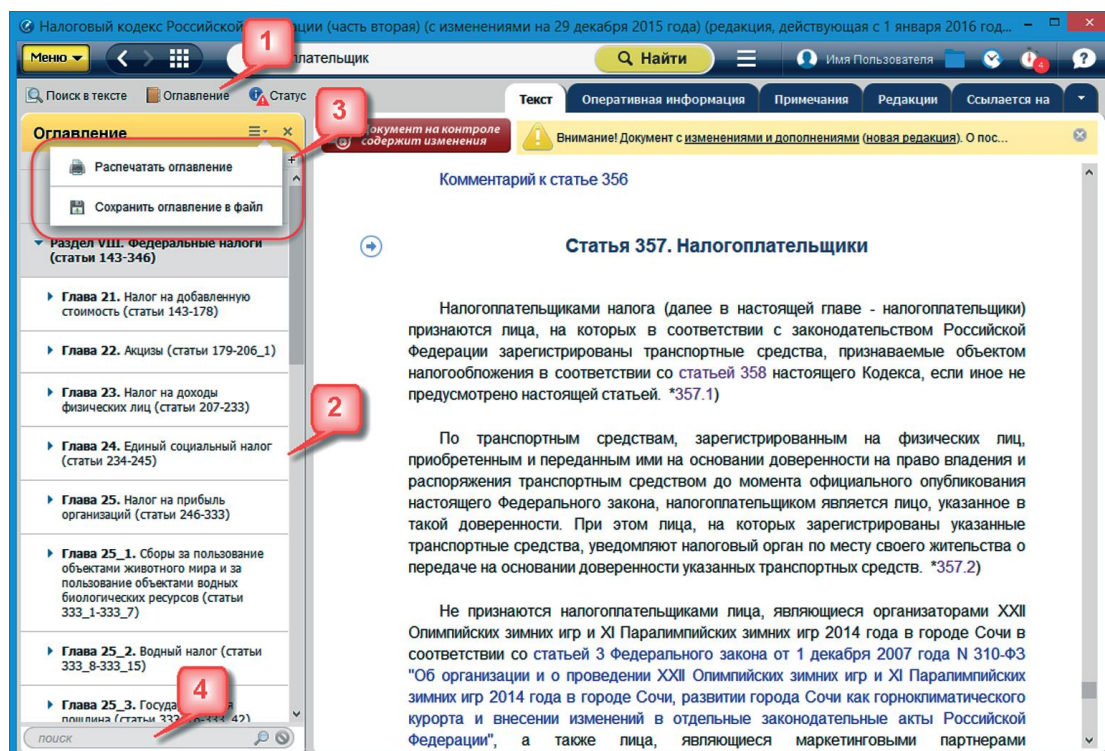 Налоговый кодекс Российской ции (часть вторая) (с изменениями на 29 декабря 2015 года) (редакция, действующая с 1 января 2016 год...
1
Меню
плательщик
Найти
Имя Пользователя
4
?
Поиск в тексте
Оглавление
Статус
3
Текст
Оперативная информация
Примечания
Редакции
Ссылается на
Оглавление
документ на контроле
содержит изменения
Внимание! Документ с изменениями и дополнениями (новая редакция). О пос...
Распечатать оглавление
Сохранить оглавление в файл
Раздел VIII. Федеральные налоги
(статьи 143-346)
Глава 21. Налог на добавленную
стоимость (статьи 143-178)
Глава 22. Акцизы (статьи 179-206_1)
Глава 23. Налог на доходы
физических лиц (статьи 207-233)
2
Глава 24. Единый социальный налог
(статьи 234-245)
Глава 25. Налог на прибыль
организаций (статьи 246-333)
Глава 25_1. Сборы за пользование
объектами животного мира и за
пользование объектами водных
биологических ресурсов (статьи
333_1-333_7)
Глава 25_2. Водный налог (статьи
333_8-333_15)
4
Глава 25_3. Госуда я
пошлина (статьи 333 -333_42)
поиск
Комментарий к статье 356
Статья 357. Налогоплательщики
Налогоплательщиками налога (далее в настоящей главе - налогоплательщики)
признаются лица, на которых в соответствии с законодательством Российской
Федерации зарегистрированы транспортные средства, признаваемые объектом
налогообложения в соответствии со статьей 358 настоящего Кодекса, если иное не
предусмотрено настоящей статьей. *357.1)
По транспортным средствам, зарегистрированным на физических лиц,
приобретенным и переданным ими на основании доверенности на право владения и
распоряжения транспортным средством до момента официального опубликования
настоящего Федерального закона, налогоплательщиком является лицо, указанное в
такой доверенности. При этом лица, на которых зарегистрированы указанные
транспортные средства, уведомляют налоговый орган по месту своего жительства о
передаче на основании доверенности указанных транспортных средств. *357.2)
Не признаются налогоплательщиками лица, являющиеся организаторами XXII
Олимпийских зимних игр и XI Паралимпийских зимних игр 2014 года в городе Сочи в
соответствии со статьей 3 Федерального закона от 1 декабря 2007 года N 310-ФЗ
"Об организации и о проведении XXII Олимпийских зимних игр и XI Паралимпийских
зимних игр 2014 года в городе Сочи, развитии города Сочи как горноклиматического
курорта и внесении изменений в отдельные законодательные акты Российской
Федерации", а также лица, являющиеся маркетинговыми партнерами